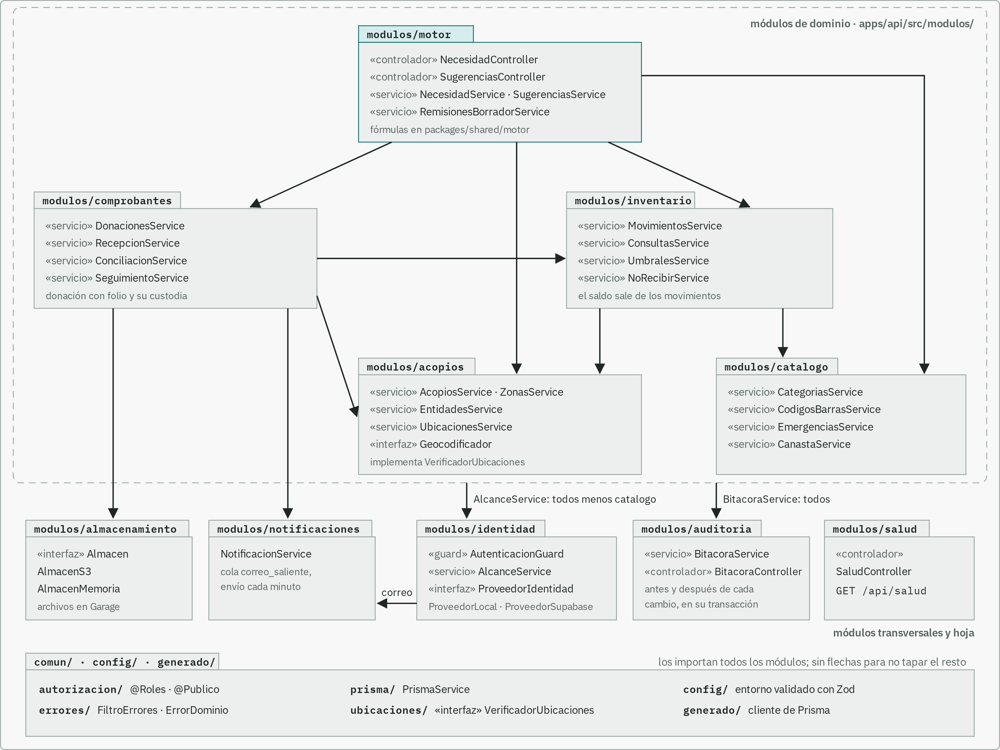 módulos de dominio · apps/api/src/modulos/
modulos/motor
«controlador» NecesidadController
«controlador» SugerenciasController
«servicio» NecesidadService · SugerenciasService
«servicio» RemisionesBorradorService
fórmulas en packages/shared/motor
modulos/comprobantes
«servicio» DonacionesService
«servicio» RecepcionService
«servicio» ConciliacionService
«servicio» SeguimientoService
donación con folio y su custodia
modulos/inventario
«servicio» MovimientosService
«servicio» ConsultasService
«servicio» UmbralesService
«servicio» NoRecibirService
el saldo sale de los movimientos
modulos/acopios
«servicio» AcopiosService · ZonasService
«servicio» EntidadesService
«servicio» UbicacionesService
«interfaz» Geocodificador
implementa VerificadorUbicaciones
modulos/catalogo
«servicio» CategoriasService
«servicio» CodigosBarrasService
«servicio» EmergenciasService
«servicio» CanastaService
AlcanceService: todos menos catalogo
BitacoraService: todos
modulos/almacenamiento
«interfaz» Almacen
AlmacenS3
AlmacenMemoria
archivos en Garage
modulos/notificaciones
NotificacionService
cola correo_saliente,
envío cada minuto
correo
modulos/identidad
«guard» AutenticacionGuard
«servicio» AlcanceService
«interfaz» ProveedorIdentidad
ProveedorLocal · ProveedorSupabase
modulos/auditoria
«servicio» BitacoraService
«controlador» BitacoraController
antes y después de cada
cambio, en su transacción
modulos/salud
«controlador»
SaludController
GET /api/salud
módulos transversales y hoja
comun/ · config/ · generado/
los importan todos los módulos; sin flechas para no tapar el resto
autorizacion/ @Roles · @Publico
prisma/ PrismaService
config/ entorno validado con Zod
errores/ FiltroErrores · ErrorDominio
ubicaciones/ «interfaz» VerificadorUbicaciones
generado/ cliente de Prisma